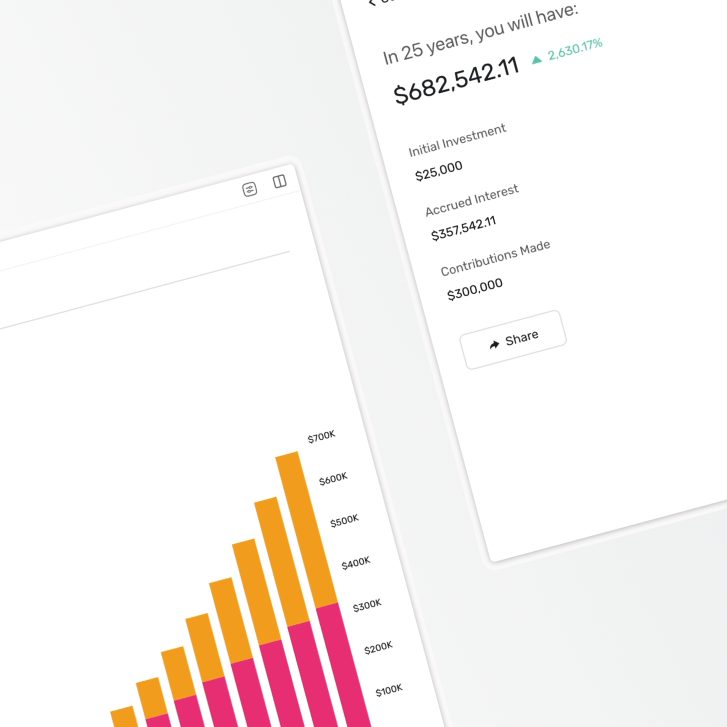 In 25 years, you will have:
$682,542.11 ▲ 2,630.17%
Initial Investment
$25,000
Accrued Interest
$357,542.11
Contributions Made
$300,000
Share
$700K
$600K
$500K
$400K
$300K
$200K
$100K